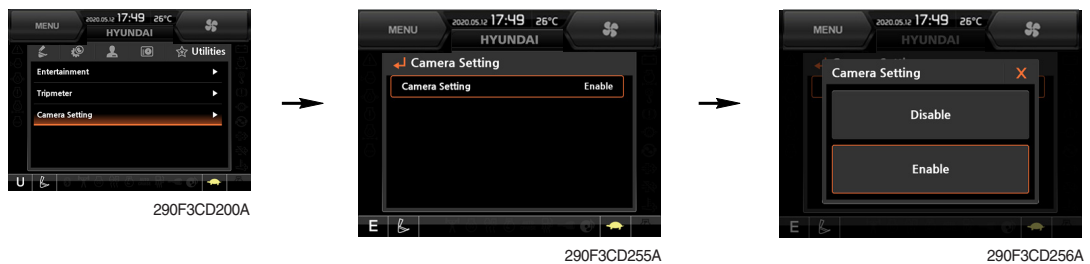 MENU
2020.05.12 17:49 26°C
HYUNDAI
Utilities
Entertainment
Tripmeter
Camera Setting
U
290F3CD200A
MENU
2020.05.12 17:49 26°C
HYUNDAI
Camera Setting
Camera Setting Enable
E
290F3CD255A
MENU
2020.05.12 17:49 26°C
HYUNDAI
Camera Setting X
Disable
Enable
E
290F3CD256A